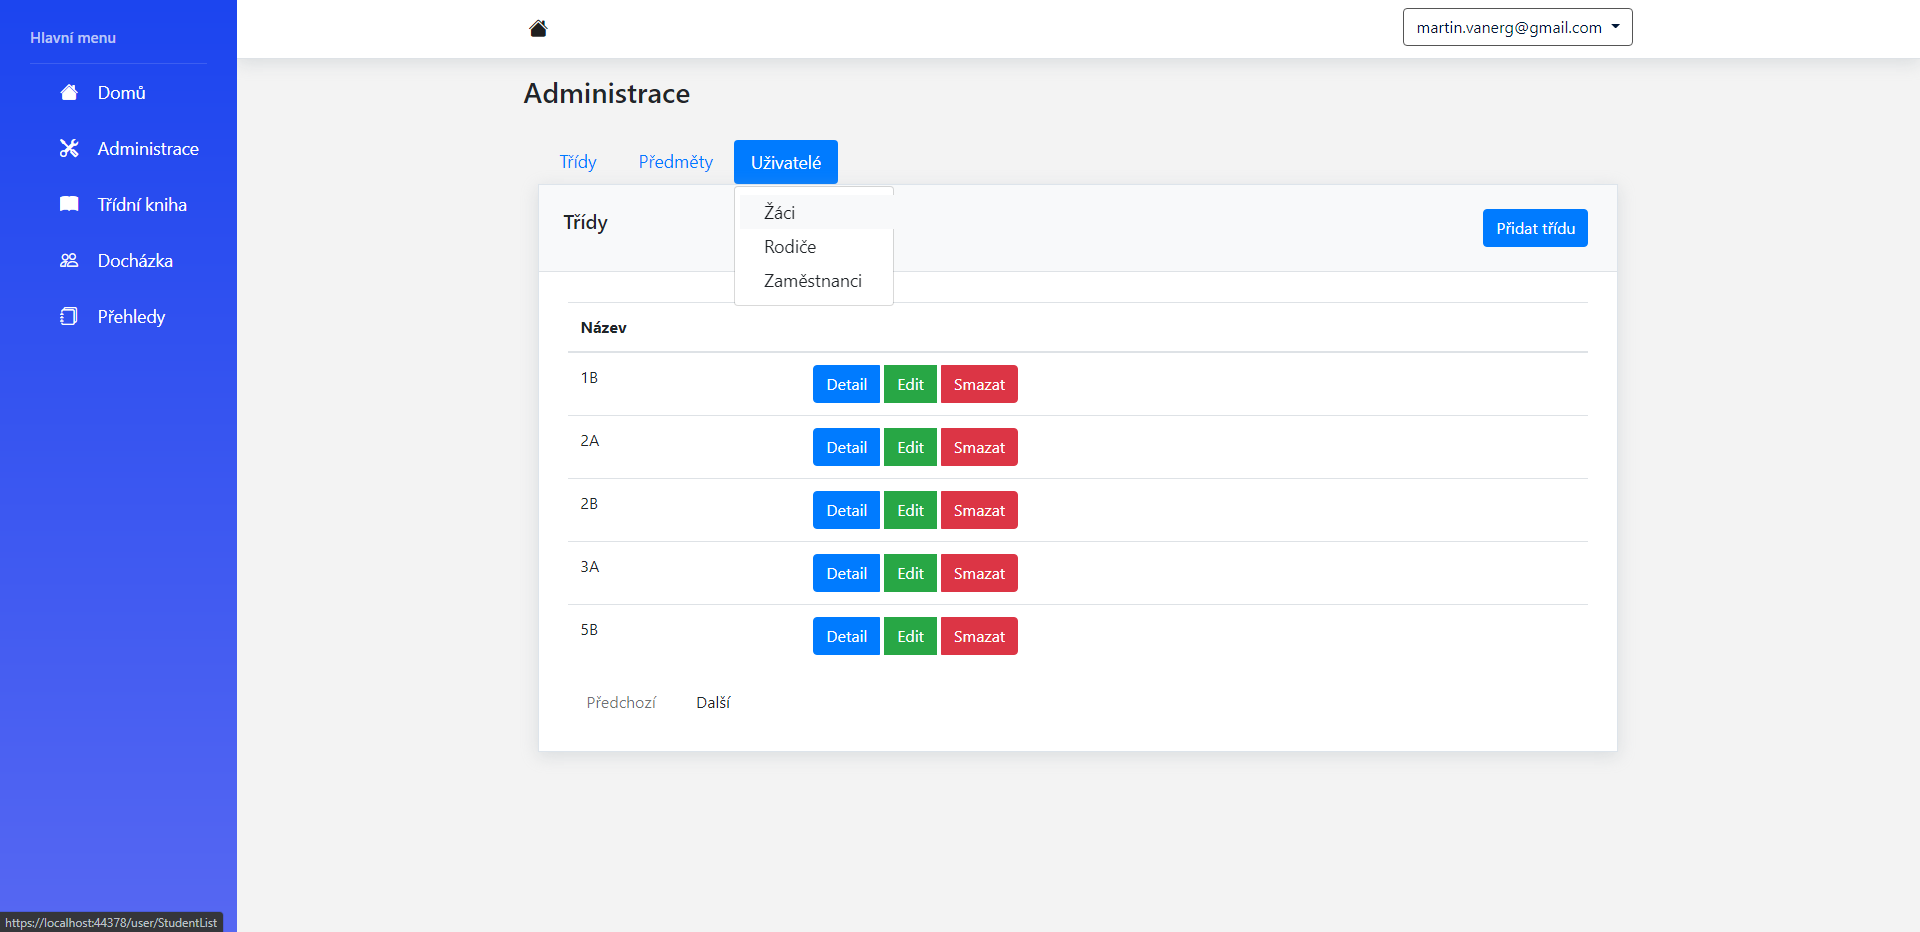 Hlavní menu
Domů
Administrace
Třídní kniha
Docházka
Přehledy
martin.vanerg@gmail.com
Administrace
Třídy Předměty Uživatelé
Žáci
Rodiče
Zaměstnanci
Třídy
Přidat třídu
Název
1B Detail Edit Smazat
2A Detail Edit Smazat
2B Detail Edit Smazat
3A Detail Edit Smazat
5B Detail Edit Smazat
Předchozí Další
https://localhost:44378/user/StudentList